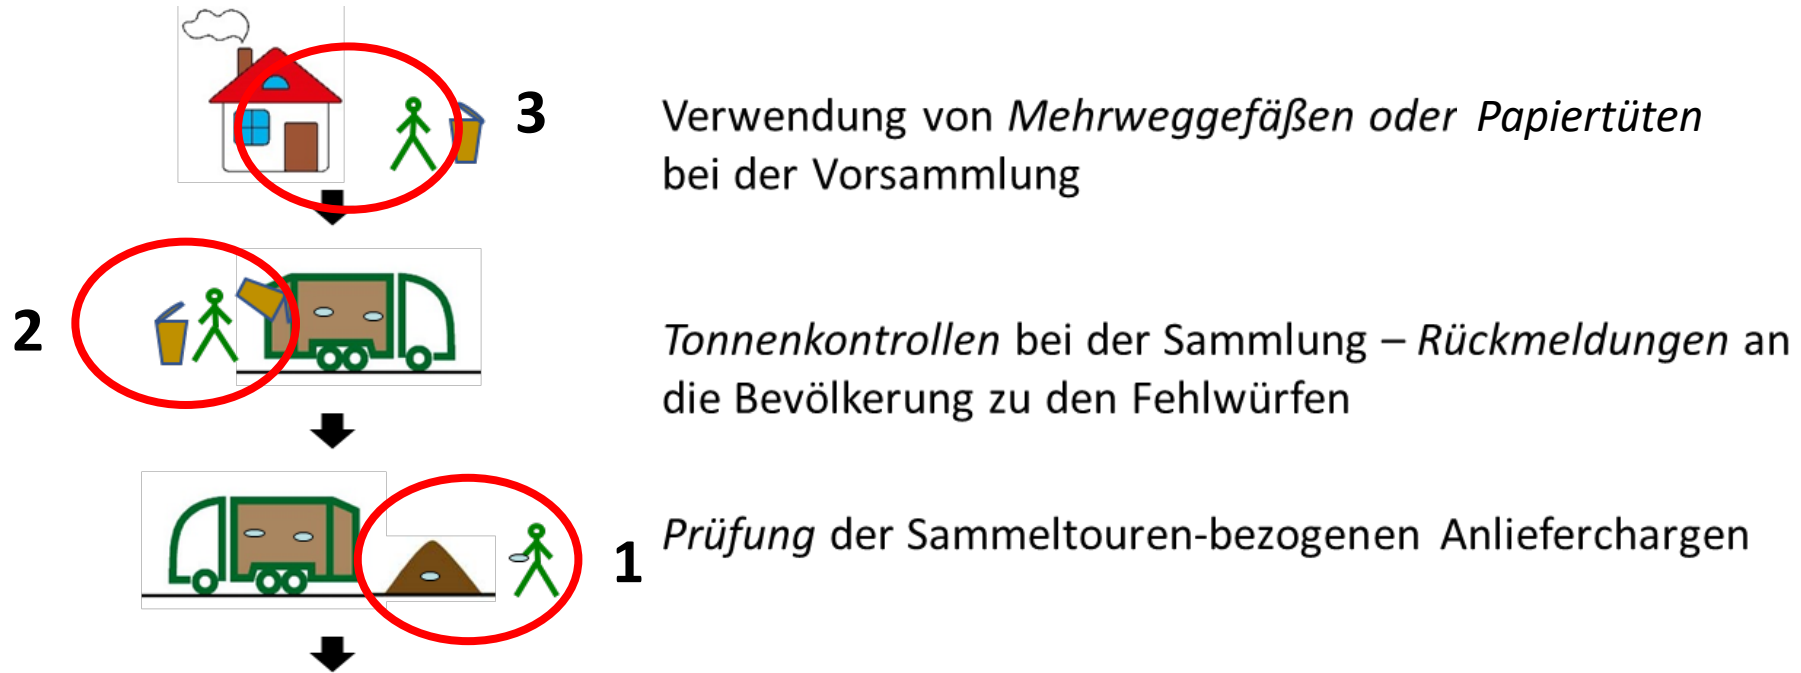 3
Verwendung von Mehrweggefäßen oder Papiertüten
bei der Vorsammlung
2
Tonnenkontrollen bei der Sammlung – Rückmeldungen an
die Bevölkerung zu den Fehlwürfen
1
Prüfung der Sammeltouren-bezogenen Anlieferchargen